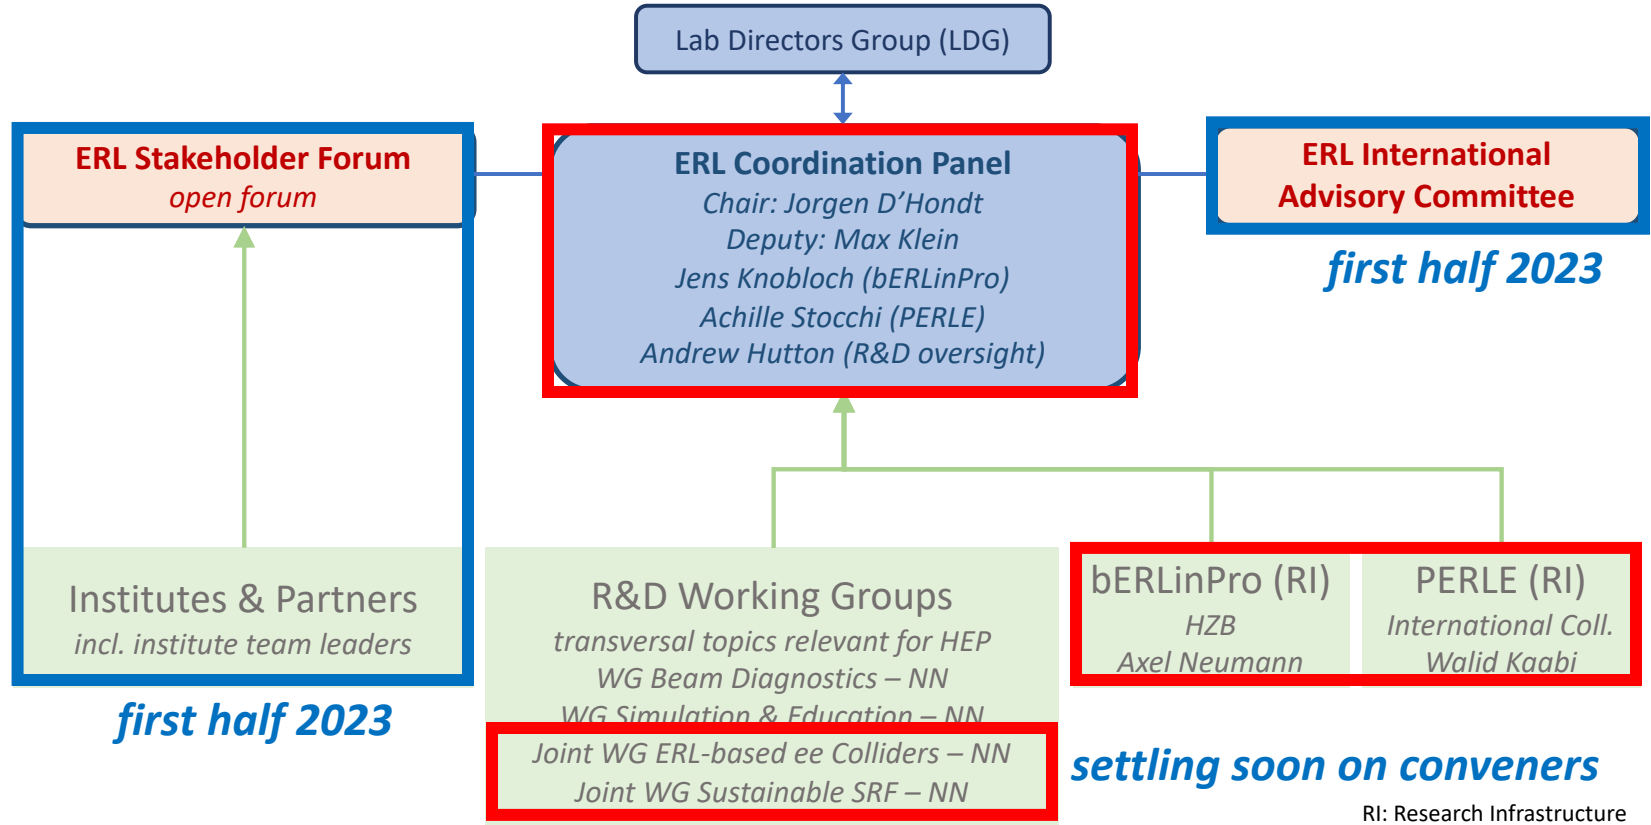 Lab Directors Group (LDG)
ERL Stakeholder Forum
open forum
ERL Coordination Panel
Chair: Jorgen D’Hondt
Deputy: Max Klein
Jens Knobloch (bERLinPro)
Achille Stocchi (PERLE)
Andrew Hutton (R&D oversight)
ERL International
Advisory Committee
first half 2023
Institutes & Partners
incl. institute team leaders
first half 2023
R&D Working Groups
transversal topics relevant for HEP
WG Beam Diagnostics – NN
WG Simulation & Education – NN
Joint WG ERL-based ee Colliders – NN
Joint WG Sustainable SRF – NN
bERLinPro (RI)
HZB
Axel Neumann
PERLE (RI)
International Coll.
Walid Kaabi
settling soon on conveners
RI: Research Infrastructure